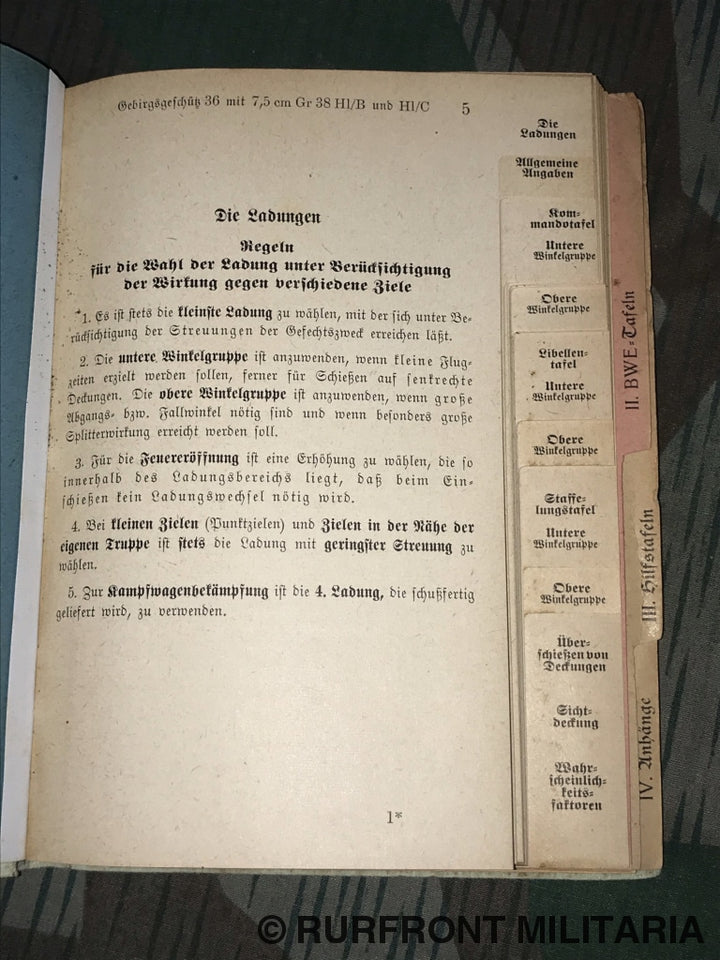 Gebirgsgeschütz 36 mit 7,5 cm Gr 38 Hl/B und Hl/C 5
Die Ladungen
Regeln
für die Wahl der Ladung unter Berücksichtigung
der Wirkung gegen verschiedene Ziele
1. Es ist stets die kleinste Ladung zu wählen, mit der sich unter Be-
rücksichtigung der Streuungen der Gefechtszweck erreichen läßt.
2. Die untere Winkelgruppe ist anzuwenden, wenn kleine Flug-
zeiten erzielt werden sollen, ferner für Schießen auf senkrechte
Deckungen. Die obere Winkelgruppe ist anzuwenden, wenn große
Abgangs- bzw. Fallwinkel nötig sind und wenn besonders große
Splitterwirkung erreicht werden soll.
3. Für die Feuereröffnung ist eine Erhöhung zu wählen, die so
innerhalb des Ladungsbereichs liegt, daß beim Ein-
schießen kein Ladungswechsel nötig wird.
4. Bei kleinen Zielen (Punktzielen) und Zielen in der Nähe der
eigenen Truppe ist stets die Ladung mit geringster Streuung zu
wählen.
5. Zur Kampfwagenbekämpfung ist die 4. Ladung, die schußfertig
geliefert wird, zu verwenden.
1*
Die
Ladungen
Allgemeine
Angaben
Kom-
mandotafel
Untere
Winkelgruppe
Obere
Winkelgruppe
Libellen-
tafel
Untere
Winkelgruppe
Obere
Winkelgruppe
Staffe-
lungstafel
Untere
Winkelgruppe
Obere
Winkelgruppe
Über-
schießen von
Deckungen
Sicht-
deckung
Wahr-
scheinlich-
keits-
faktoren
II. BWE-Tafeln
III. Hilfstafeln
IV. Anhänge
© RURFRONT MILITARIA